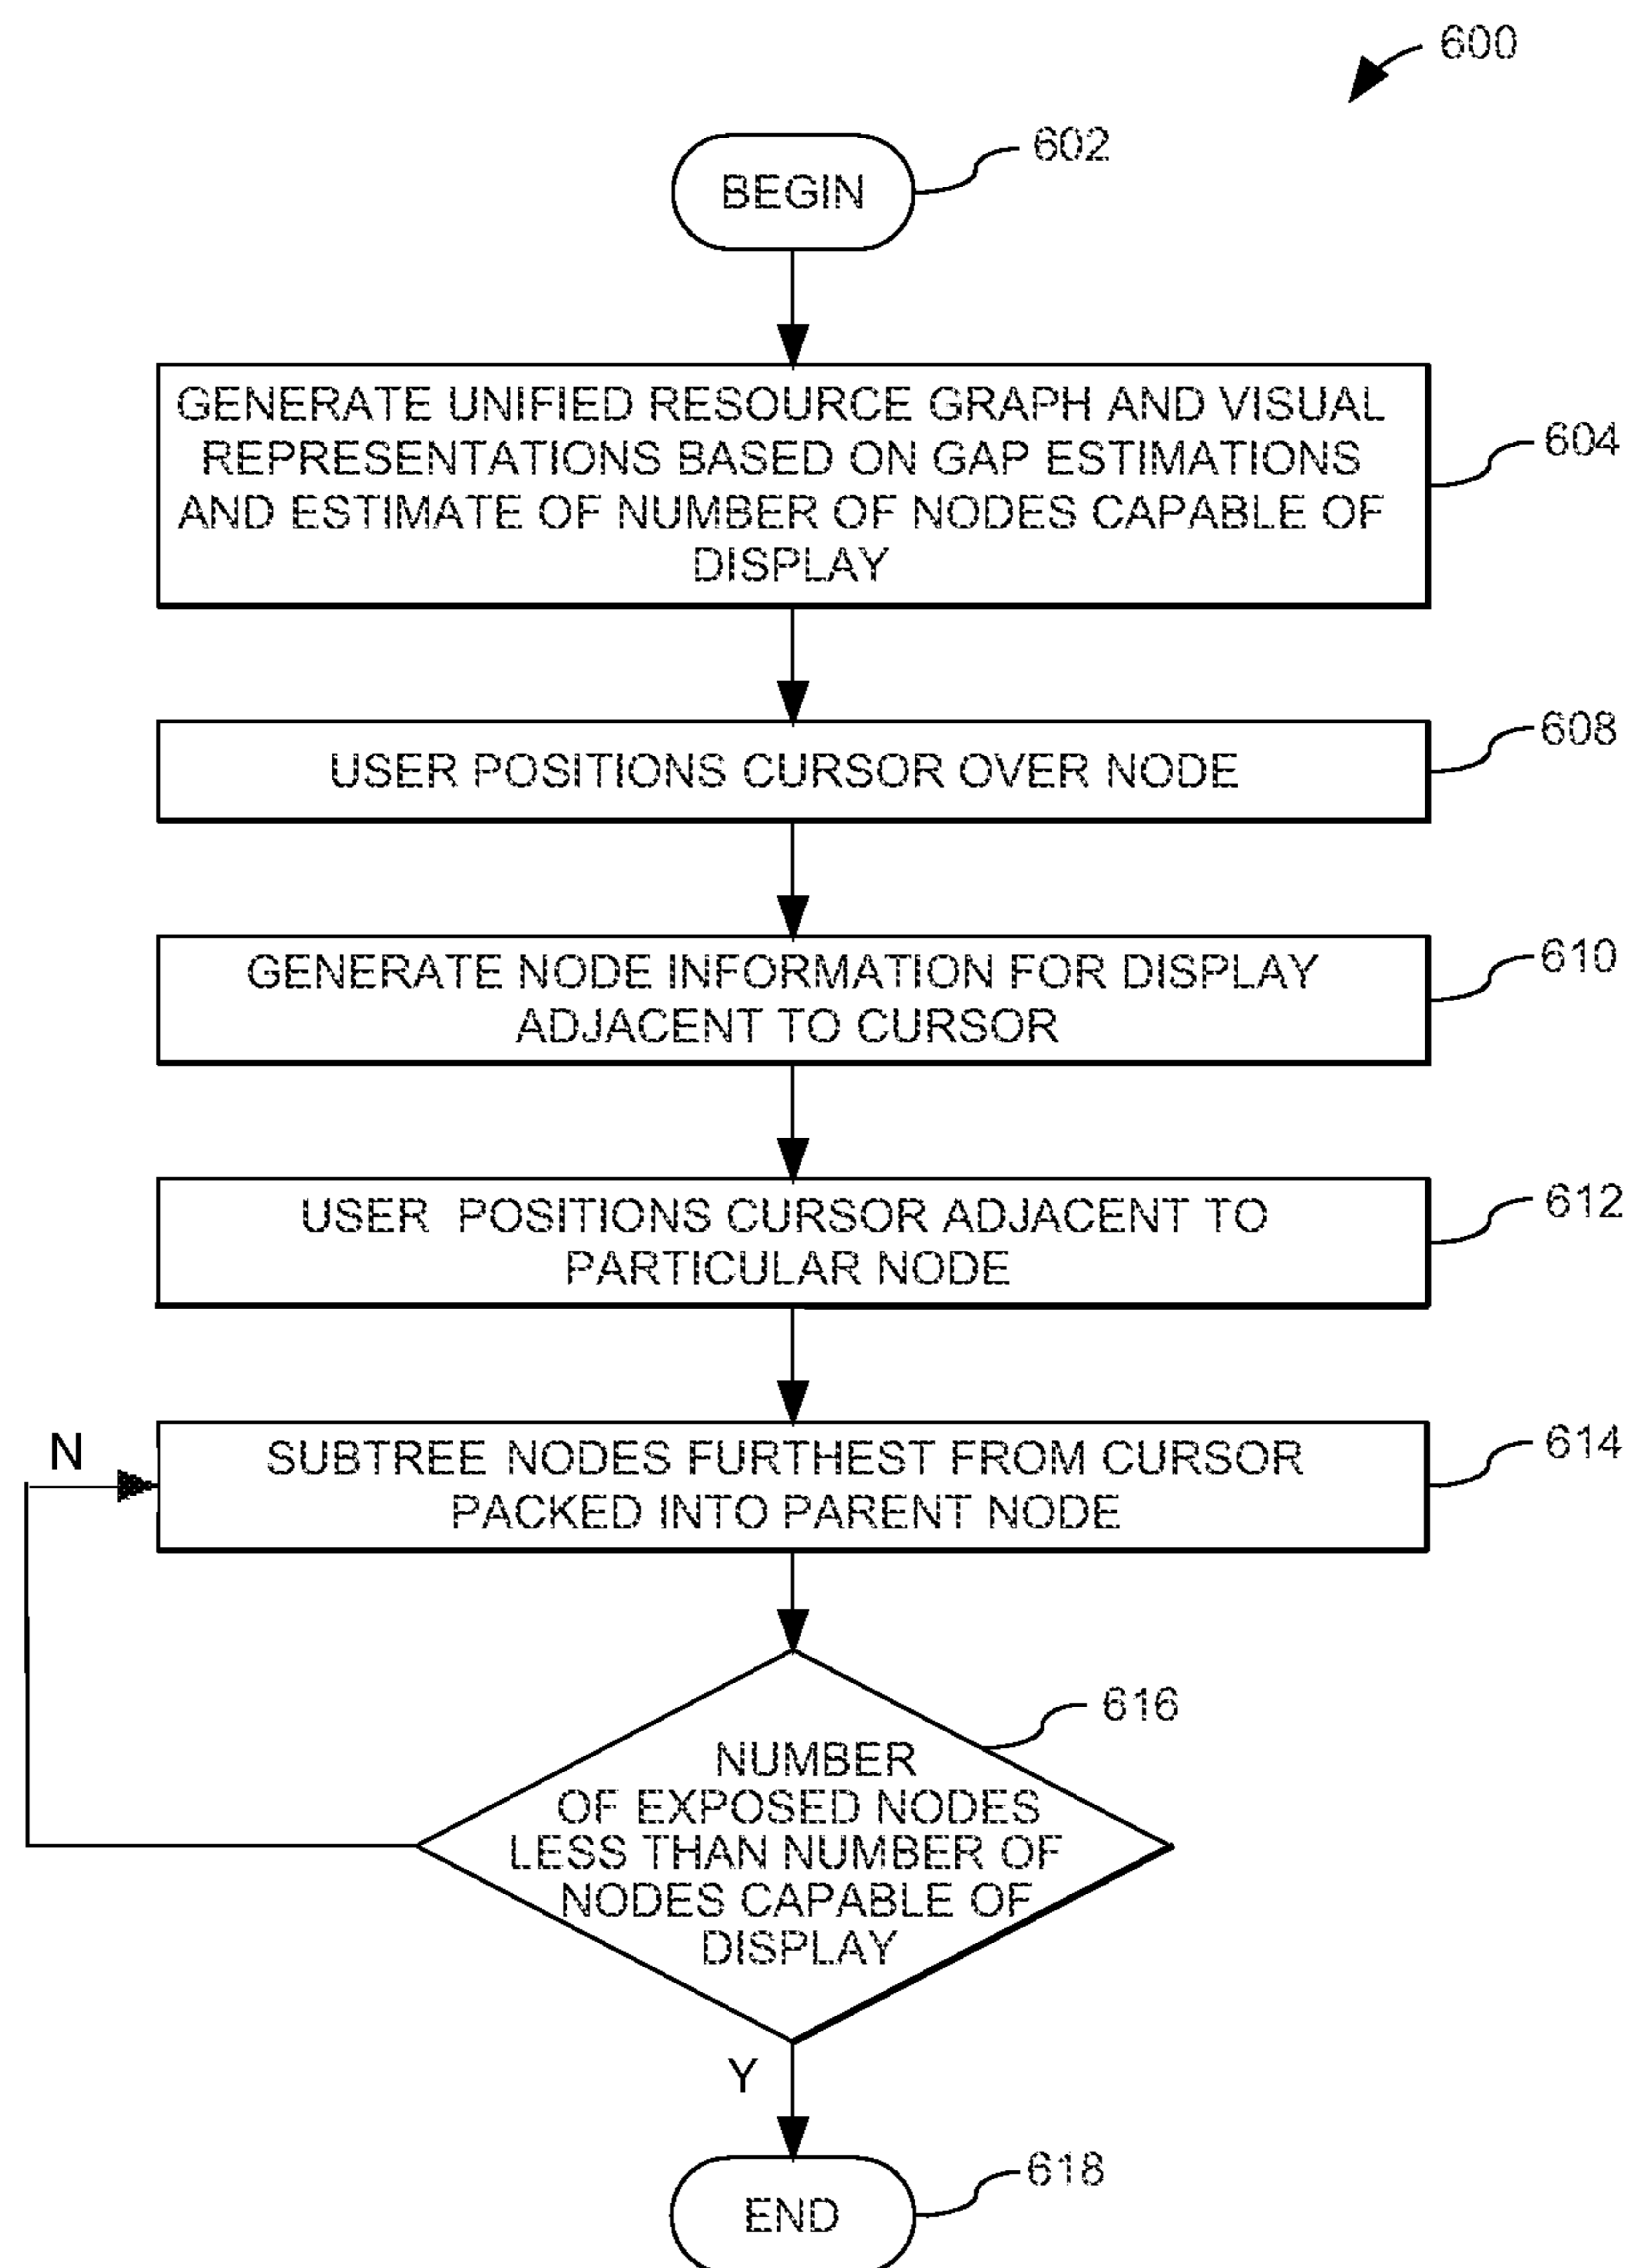 600
602
BEGIN
GENERATE UNIFIED RESOURCE GRAPH AND VISUAL
REPRESENTATIONS BASED ON GAP ESTIMATIONS
AND ESTIMATE OF NUMBER OF NODES CAPABLE OF
DISPLAY
604
USER POSITIONS CURSOR OVER NODE
608
GENERATE NODE INFORMATION FOR DISPLAY
ADJACENT TO CURSOR
610
USER POSITIONS CURSOR ADJACENT TO
PARTICULAR NODE
612
N
SUBTREE NODES FURTHEST FROM CURSOR
PACKED INTO PARENT NODE
614
616
NUMBER
OF EXPOSED NODES
LESS THAN NUMBER OF
NODES CAPABLE OF
DISPLAY
Y
618
END